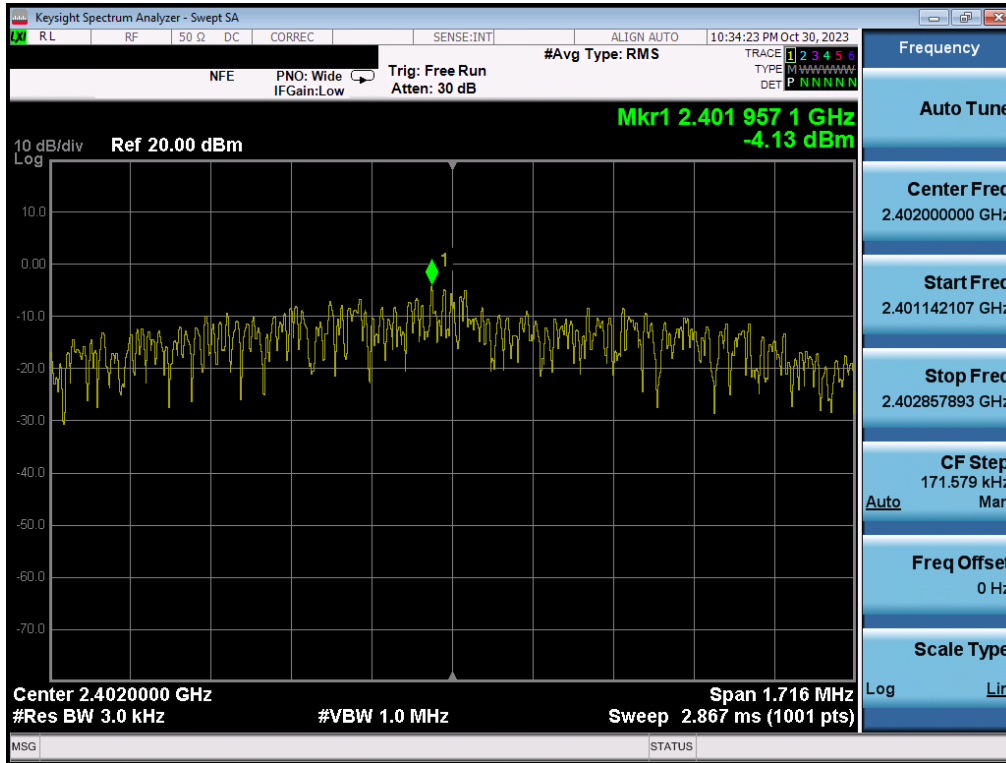 Keysight Spectrum Analyzer - Swept SA
LXI RL RF 50 Ω DC CORREC SENSE:INT ALIGN AUTO 10:34:23 PM Oct 30, 2023
#Avg Type: RMS TRACE 1 2 3 4 5 6
NFE PNO: Wide Trig: Free Run TYPE M WWWWW
IFGain:Low Atten: 30 dB DET P N N N N N
Mkr1 2.401 957 1 GHz
-4.13 dBm
10 dB/div Ref 20.00 dBm
Log
10.0
0.00
1
-10.0
-20.0
-30.0
-40.0
-50.0
-60.0
-70.0
Center 2.4020000 GHz Span 1.716 MHz
#Res BW 3.0 kHz #VBW 1.0 MHz Sweep 2.867 ms (1001 pts)
MSG STATUS
Frequency
Auto Tune
Center Freq
2.402000000 GHz
Start Freq
2.401142107 GHz
Stop Freq
2.402857893 GHz
CF Step
171.579 kHz
Auto Man
Freq Offset
0 Hz
Scale Type
Log Lin